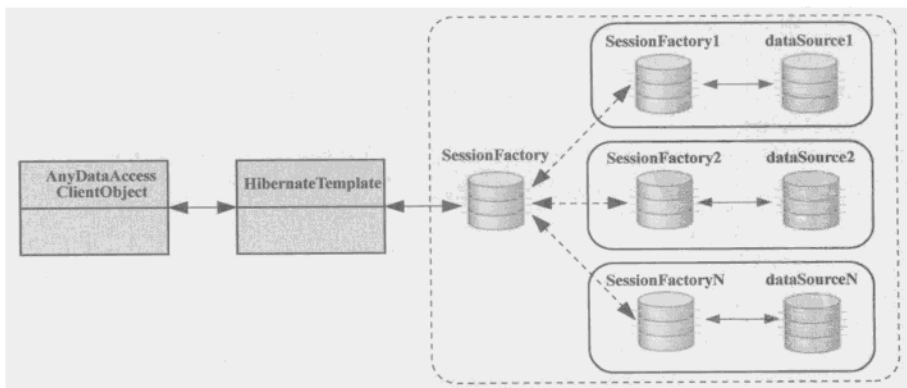 SessionFactory1 dataSource1
SessionFactory
AnyDataAccess
ClientObject
HibernateTemplate
SessionFactory2 dataSource2
SessionFactoryN dataSourceN